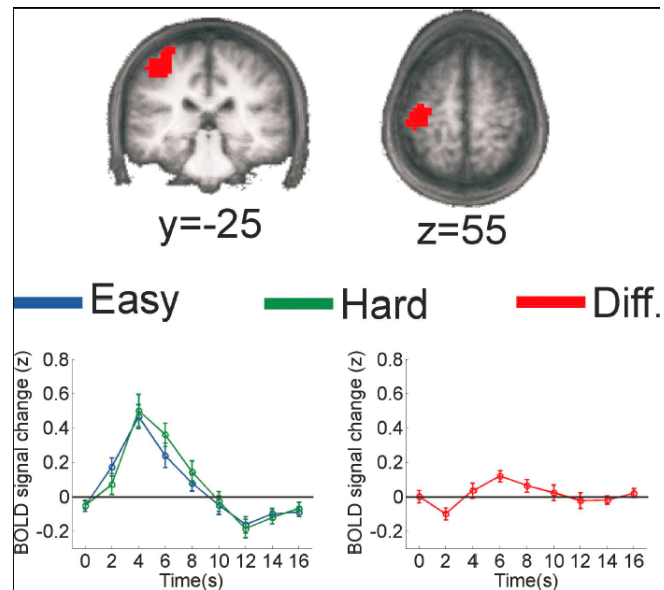 y=-25 z=55
Easy Hard Diff.
BOLD signal change (z)
0.8
0.6
0.4
0.2
0
-0.2
0 2 4 6 8 10 12 14 16
Time(s)
BOLD signal change (z)
0.8
0.6
0.4
0.2
0
-0.2
0 2 4 6 8 10 12 14 16
Time(s)